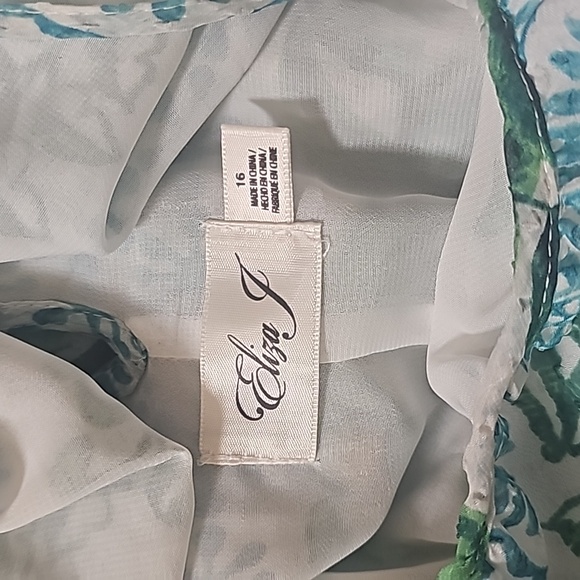 16
MADE IN CHINA /
HECHO EN CHINA /
FABRIQUÉ EN CHINE
Eliza J